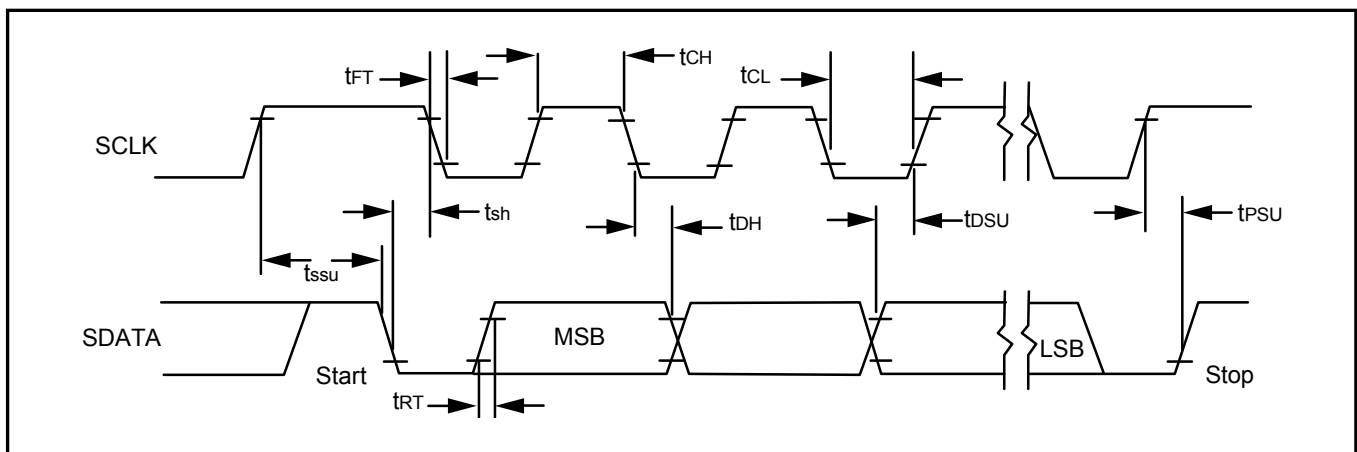 tFT
tCH
tCL
SCLK
tsh
tDH
tDSU
tPSU
tssu
SDATA
MSB
LSB
Start
Stop
tRT